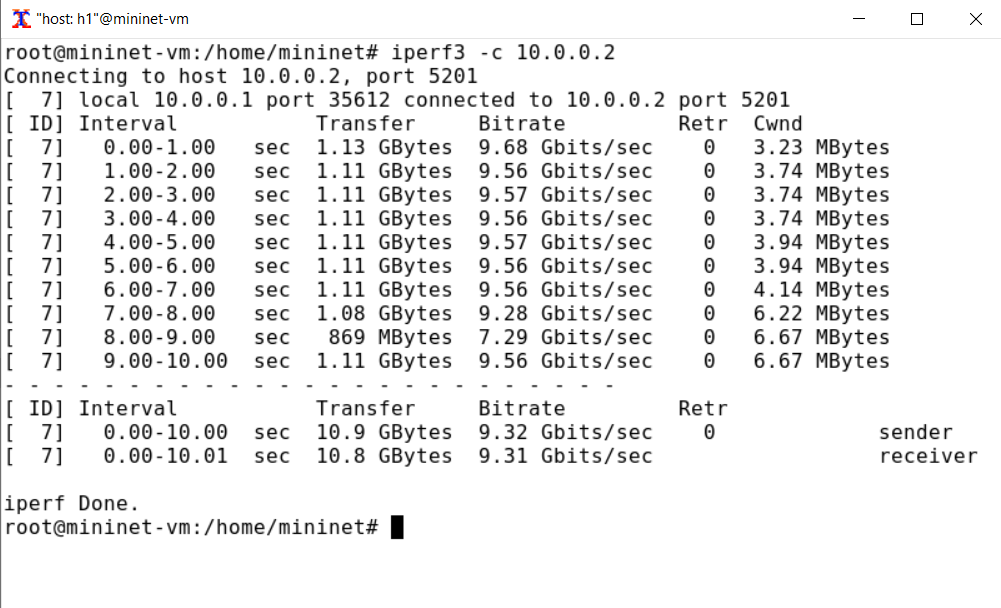 "host: h1"@mininet-vm
root@mininet-vm:/home/mininet# iperf3 -c 10.0.0.2
Connecting to host 10.0.0.2, port 5201
[  7] local 10.0.0.1 port 35612 connected to 10.0.0.2 port 5201
[ ID] Interval           Transfer     Bitrate         Retr  Cwnd
[  7]   0.00-1.00   sec  1.13 GBytes  9.68 Gbits/sec    0   3.23 MBytes
[  7]   1.00-2.00   sec  1.11 GBytes  9.56 Gbits/sec    0   3.74 MBytes
[  7]   2.00-3.00   sec  1.11 GBytes  9.57 Gbits/sec    0   3.74 MBytes
[  7]   3.00-4.00   sec  1.11 GBytes  9.56 Gbits/sec    0   3.74 MBytes
[  7]   4.00-5.00   sec  1.11 GBytes  9.57 Gbits/sec    0   3.94 MBytes
[  7]   5.00-6.00   sec  1.11 GBytes  9.56 Gbits/sec    0   3.94 MBytes
[  7]   6.00-7.00   sec  1.11 GBytes  9.56 Gbits/sec    0   4.14 MBytes
[  7]   7.00-8.00   sec  1.08 GBytes  9.28 Gbits/sec    0   6.22 MBytes
[  7]   8.00-9.00   sec   869 MBytes  7.29 Gbits/sec    0   6.67 MBytes
[  7]   9.00-10.00  sec  1.11 GBytes  9.56 Gbits/sec    0   6.67 MBytes
- - - - - - - - - - - - - - - - - - - - - - - - -
[ ID] Interval           Transfer     Bitrate         Retr
[  7]   0.00-10.00  sec  10.9 GBytes  9.32 Gbits/sec    0             sender
[  7]   0.00-10.01  sec  10.8 GBytes  9.31 Gbits/sec                  receiver
iperf Done.
root@mininet-vm:/home/mininet#